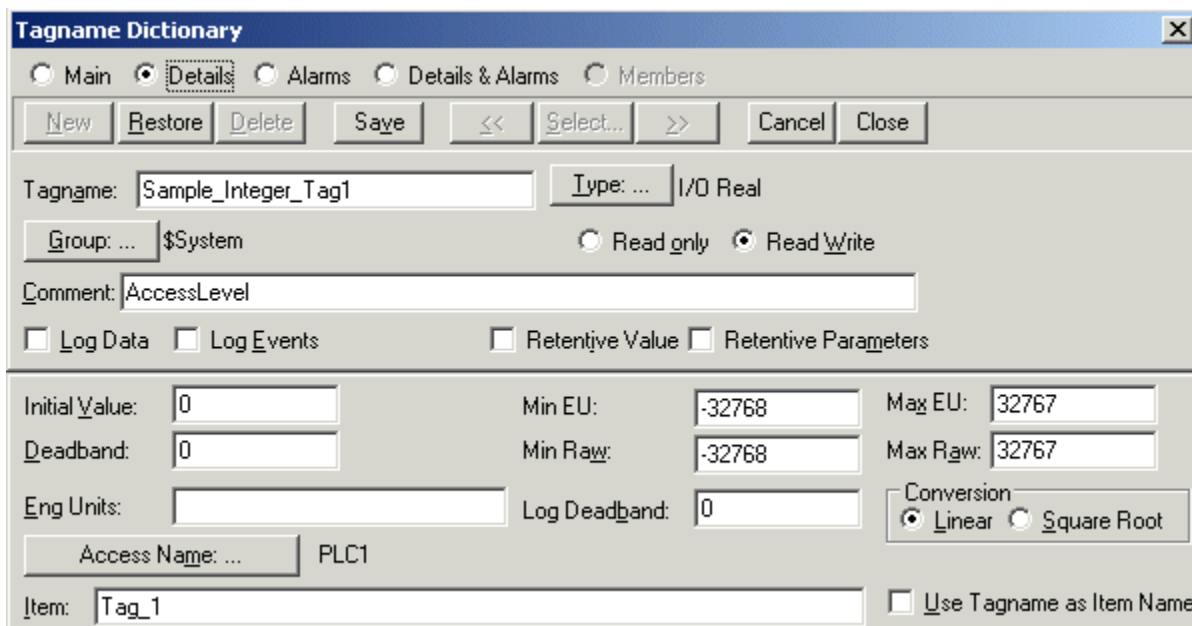 Tagname Dictionary
Main Details Alarms Details & Alarms Members
New Restore Delete Save << Select... >> Cancel Close
Tagname: Sample_Integer_Tag1 Type: ... I/O Real
Group: ... $System Read only Read Write
Comment: AccessLevel
Log Data Log Events Retentive Value Retentive Parameters
Initial Value: 0 Min EU: -32768 Max EU: 32767
Deadband: 0 Min Raw: -32768 Max Raw: 32767
Eng Units: Log Deadband: 0 Conversion
Linear Square Root
Access Name: ... PLC1
Item: Tag_1 Use Tagname as Item Name